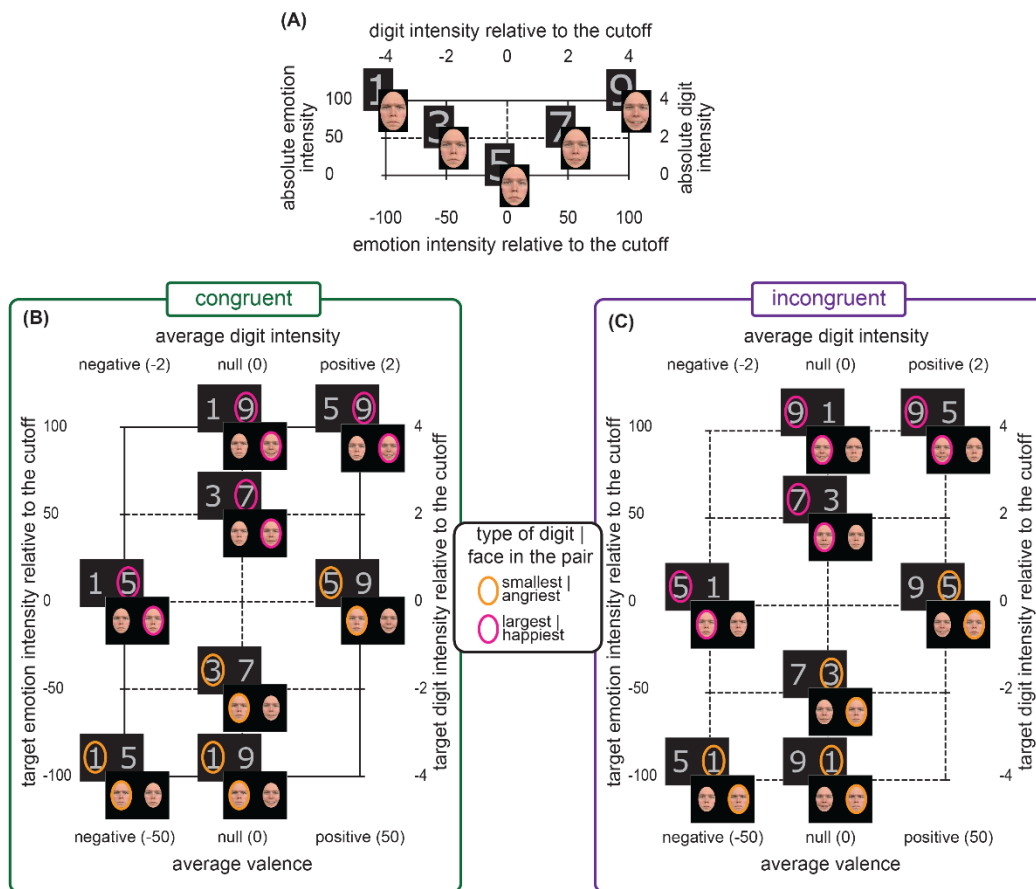 (A)
digit intensity relative to the cutoff
-4 -2 0 2 4
absolute emotion
intensity
100
50
0
1
3
5
7
9
4
2
0
absolute digit
intensity
-100 -50 0 50 100
emotion intensity relative to the cutoff
congruent
(B)
average digit intensity
negative (-2) null (0) positive (2)
target emotion intensity relative to the cutoff
100
50
0
-50
-100
1 9
5 9
3 7
1 5
5 9
3 7
1 5
1 9
4
2
0
-2
-4
target digit intensity relative to the cutoff
negative (-50) null (0) positive (50)
average valence
type of digit |
face in the pair
smallest |
angriest
largest |
happiest
incongruent
(C)
average digit intensity
negative (-2) null (0) positive (2)
target emotion intensity relative to the cutoff
100
50
0
-50
-100
9 1
9 5
7 3
5 1
9 5
7 3
5 1
9 1
4
2
0
-2
-4
target digit intensity relative to the cutoff
negative (-50) null (0) positive (50)
average valence